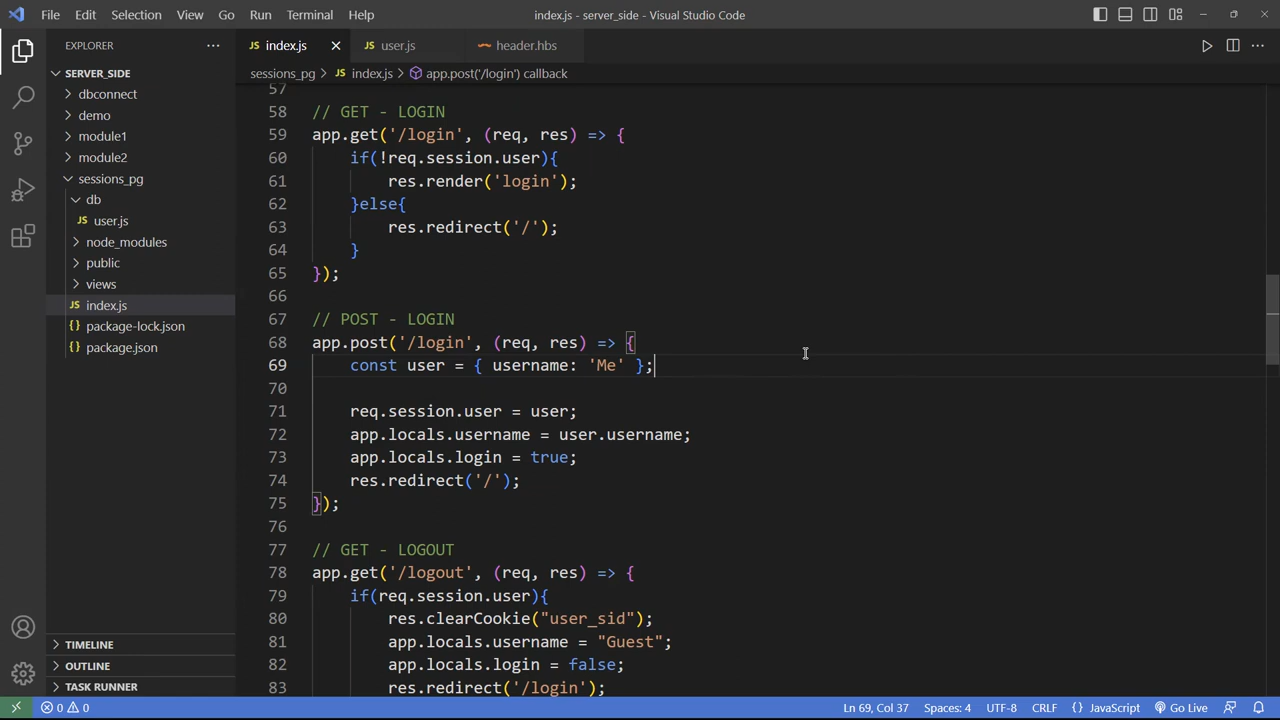 File Edit Selection View Go Run Terminal Help
index.js - server_side - Visual Studio Code
EXPLORER
SERVER_SIDE
dbconnect
demo
module1
module2
sessions_pg
db
JS user.js
node_modules
public
views
JS index.js
{} package-lock.json
{} package.json
TIMELINE
OUTLINE
TASK RUNNER
JS index.js
JS user.js
header.hbs
sessions_pg > JS index.js > app.post('/login') callback
57
58 // GET - LOGIN
59 app.get('/login', (req, res) => {
60 if(!req.session.user){
61 res.render('login');
62 }else{
63 res.redirect('/');
64 }
65 });
66
67 // POST - LOGIN
68 app.post('/login', (req, res) => {
69 const user = { username: 'Me' };
70
71 req.session.user = user;
72 app.locals.username = user.username;
73 app.locals.login = true;
74 res.redirect('/');
75 });
76
77 // GET - LOGOUT
78 app.get('/logout', (req, res) => {
79 if(req.session.user){
80 res.clearCookie("user_sid");
81 app.locals.username = "Guest";
82 app.locals.login = false;
83 res.redirect('/login');
0 0 Ln 69, Col 37 Spaces: 4 UTF-8 CRLF {} JavaScript Go Live